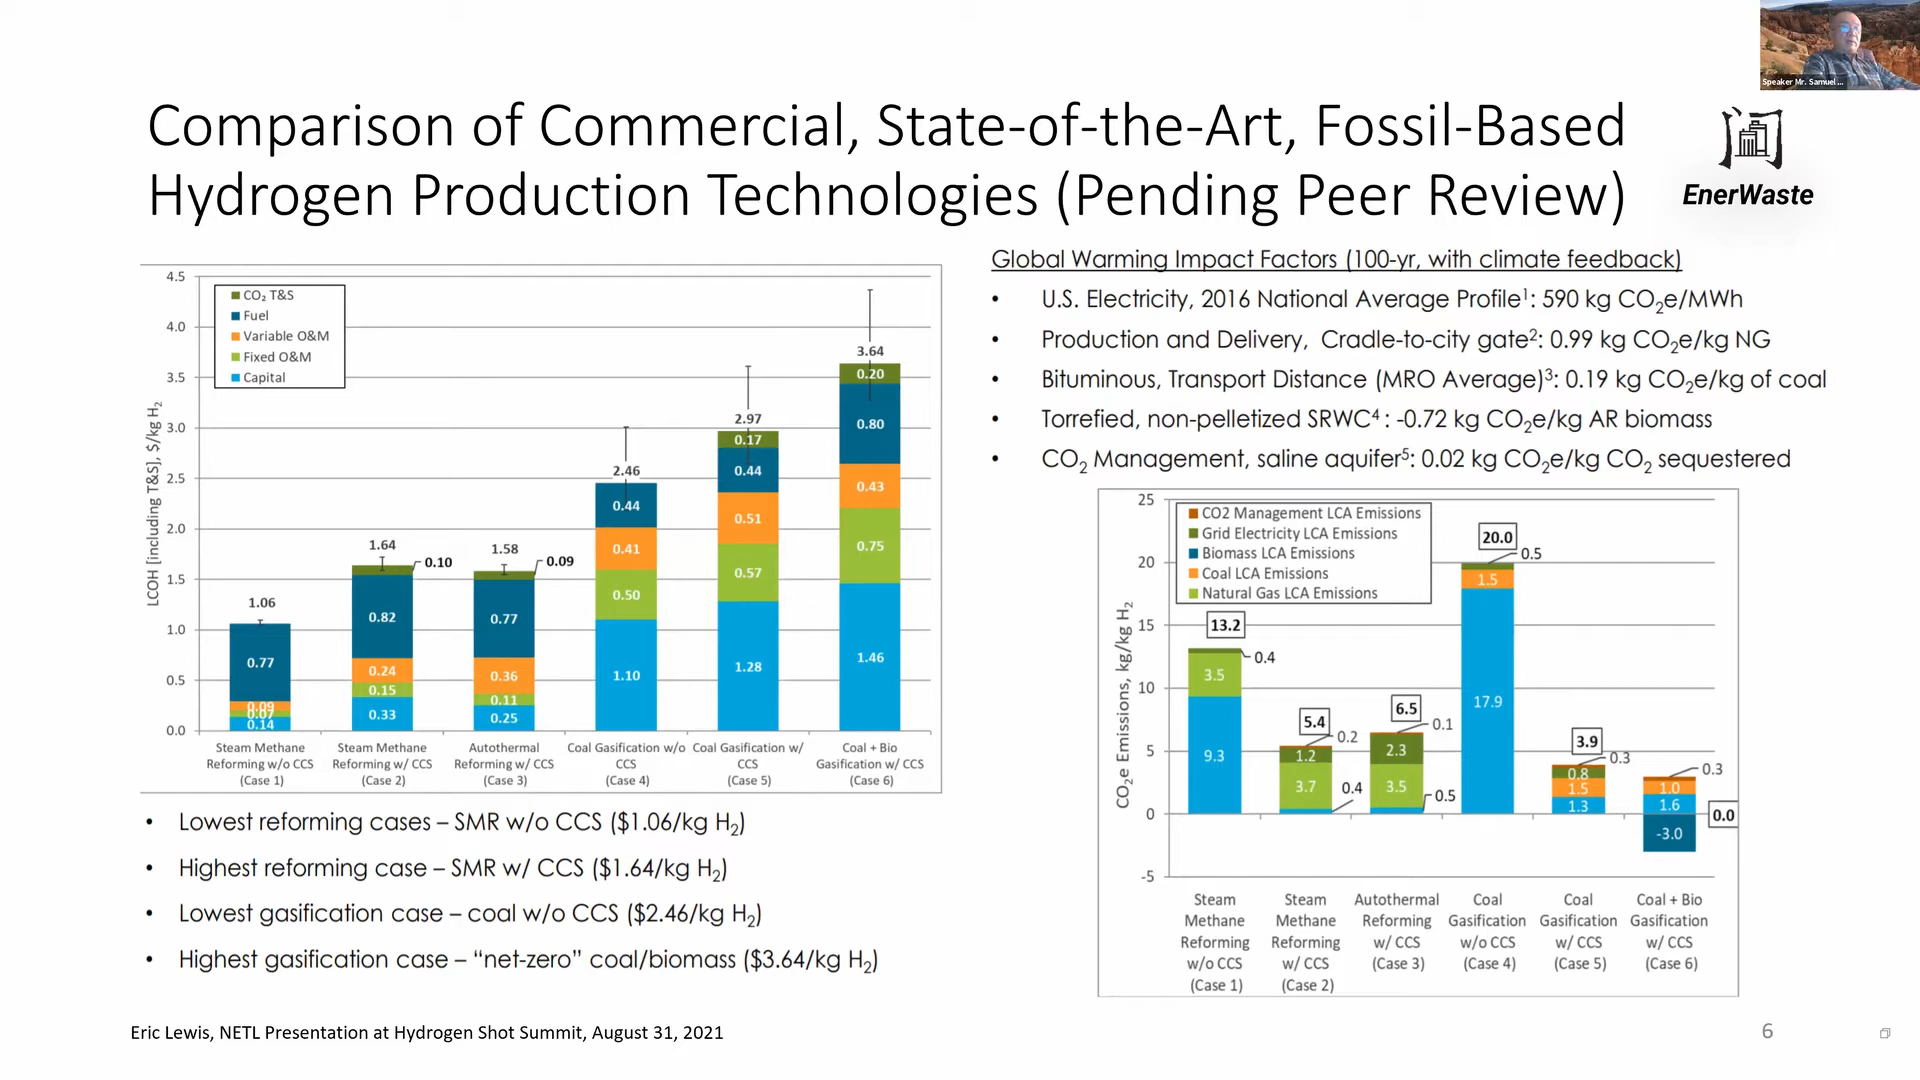 Speaker Mr. Samuel ...
Comparison of Commercial, State-of-the-Art, Fossil-Based
Hydrogen Production Technologies (Pending Peer Review)
EnerWaste
LCOH [including T&S], $/kg H₂
4.5
4.0
3.5
3.0
2.5
2.0
1.5
1.0
0.5
0.0
CO₂ T&S
Fuel
Variable O&M
Fixed O&M
Capital
1.06
0.77
0.09
0.07
0.14
1.64
0.10
0.82
0.24
0.15
0.33
1.58
0.09
0.77
0.36
0.11
0.25
2.46
0.44
0.41
0.50
1.10
2.97
0.17
0.44
0.51
0.57
1.28
3.64
0.20
0.80
0.43
0.75
1.46
Steam Methane
Reforming w/o CCS
(Case 1)
Steam Methane
Reforming w/ CCS
(Case 2)
Autothermal
Reforming w/ CCS
(Case 3)
Coal Gasification w/o
CCS
(Case 4)
Coal Gasification w/
CCS
(Case 5)
Coal + Bio
Gasification w/ CCS
(Case 6)
• Lowest reforming cases – SMR w/o CCS ($1.06/kg H₂)
• Highest reforming case – SMR w/ CCS ($1.64/kg H₂)
• Lowest gasification case – coal w/o CCS ($2.46/kg H₂)
• Highest gasification case – “net-zero” coal/biomass ($3.64/kg H₂)
Global Warming Impact Factors (100-yr, with climate feedback)
• U.S. Electricity, 2016 National Average Profile¹: 590 kg CO₂e/MWh
• Production and Delivery, Cradle-to-city gate²: 0.99 kg CO₂e/kg NG
• Bituminous, Transport Distance (MRO Average)³: 0.19 kg CO₂e/kg of coal
• Torrefied, non-pelletized SRWC⁴ : -0.72 kg CO₂e/kg AR biomass
• CO₂ Management, saline aquifer⁵: 0.02 kg CO₂e/kg CO₂ sequestered
CO₂e Emissions, kg/kg H₂
25
20
15
10
5
0
-5
CO2 Management LCA Emissions
Grid Electricity LCA Emissions
Biomass LCA Emissions
Coal LCA Emissions
Natural Gas LCA Emissions
13.2
0.4
3.5
9.3
5.4
0.2
1.2
3.7
0.4
6.5
0.1
2.3
3.5
0.5
20.0
0.5
1.5
17.9
3.9
0.3
0.8
1.5
1.3
0.3
1.0
1.6
0.0
-3.0
Steam
Methane
Reforming
w/o CCS
(Case 1)
Steam
Methane
Reforming
w/ CCS
(Case 2)
Autothermal
Reforming
w/ CCS
(Case 3)
Coal
Gasification
w/o CCS
(Case 4)
Coal
Gasification
w/ CCS
(Case 5)
Coal + Bio
Gasification
w/ CCS
(Case 6)
Eric Lewis, NETL Presentation at Hydrogen Shot Summit, August 31, 2021
6